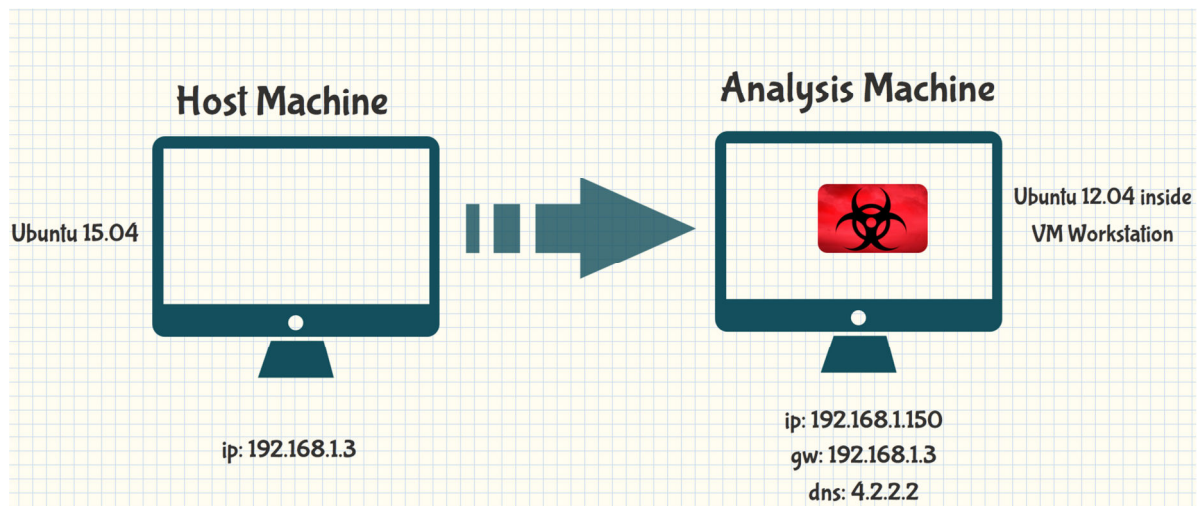 Host Machine
Ubuntu 15.04
ip: 192.168.1.3
Analysis Machine
Ubuntu 12.04 inside
VM Workstation
ip: 192.168.1.150
gw: 192.168.1.3
dns: 4.2.2.2